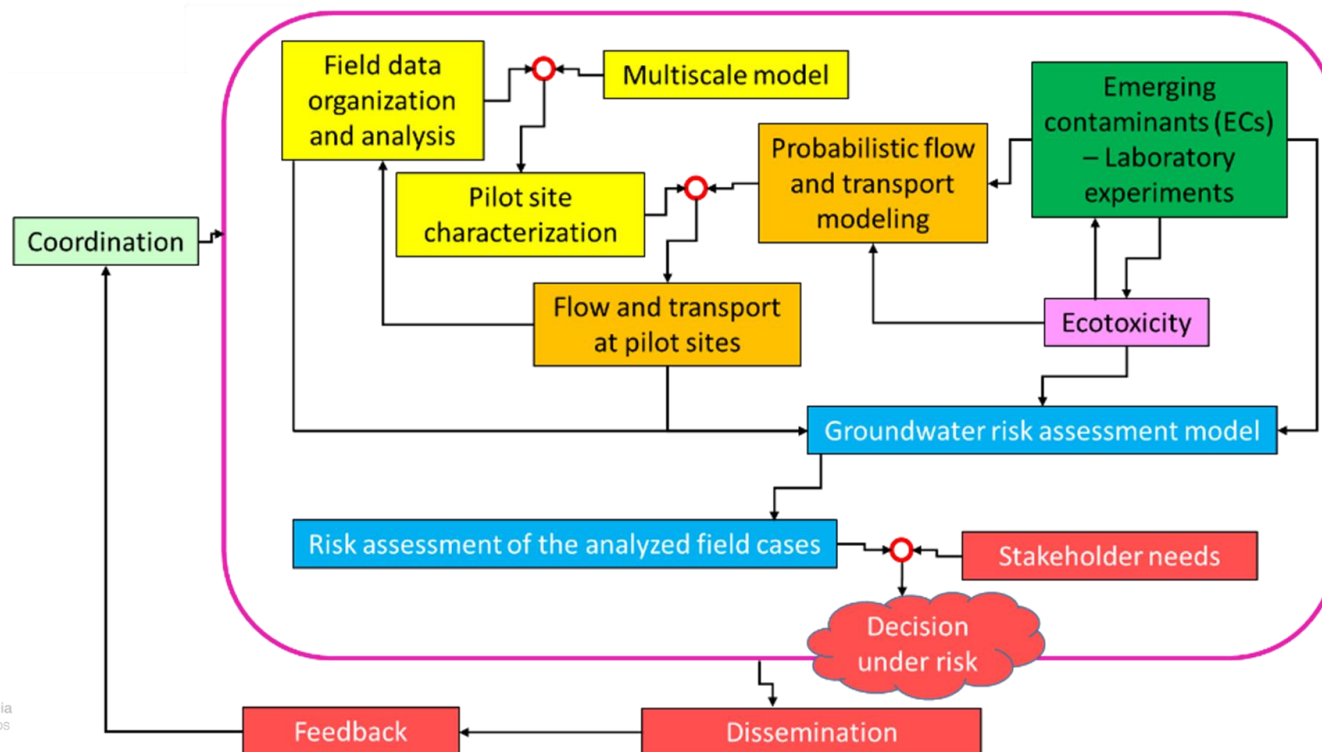 Field data
organization
and analysis
Multiscale model
Emerging
contaminants (ECs)
– Laboratory
experiments
Probabilistic flow
and transport
modeling
Pilot site
characterization
Coordination
Flow and transport
at pilot sites
Ecotoxicity
Groundwater risk assessment model
Risk assessment of the analyzed field cases
Stakeholder needs
Decision
under risk
Feedback
Dissemination
ia
os